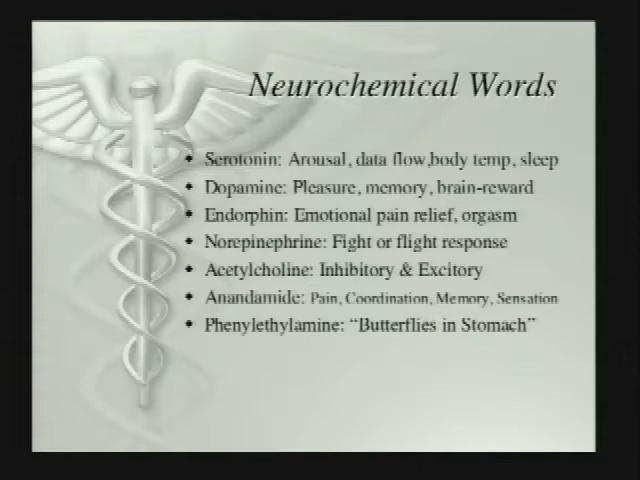 Neurochemical Words
• Serotonin: Arousal, data flow,body temp, sleep
• Dopamine: Pleasure, memory, brain-reward
• Endorphin: Emotional pain relief, orgasm
• Norepinephrine: Fight or flight response
• Acetylcholine: Inhibitory & Excitory
• Anandamide: Pain, Coordination, Memory, Sensation
• Phenylethylamine: “Butterflies in Stomach”